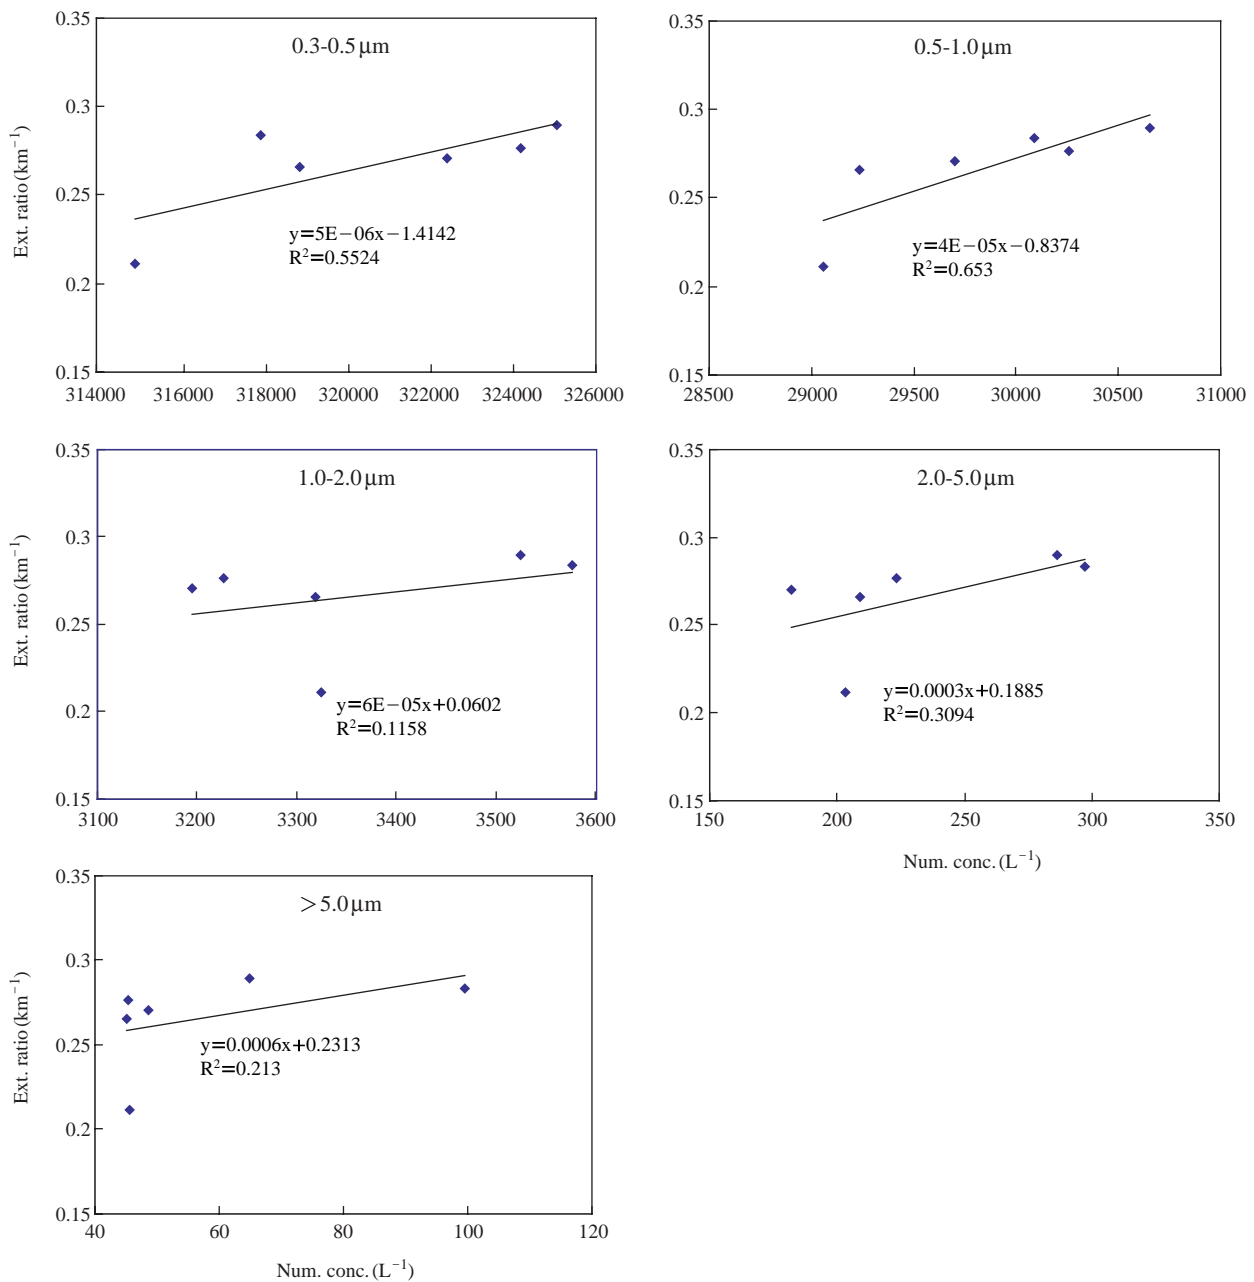 0.3-0.5μm
Ext. ratio(km⁻¹)
0.35
0.3
0.25
0.2
0.15
y=5E−06x−1.4142
R²=0.5524
314000 316000 318000 320000 322000 324000 326000
0.5-1.0μm
0.35
0.3
0.25
0.2
0.15
y=4E−05x−0.8374
R²=0.653
28500 29000 29500 30000 30500 31000
1.0-2.0μm
Ext. ratio(km⁻¹)
0.35
0.3
0.25
0.2
0.15
y=6E−05x+0.0602
R²=0.1158
3100 3200 3300 3400 3500 3600
2.0-5.0μm
0.35
0.3
0.25
0.2
0.15
y=0.0003x+0.1885
R²=0.3094
150 200 250 300 350
Num. conc.(L⁻¹)
>5.0μm
Ext. ratio(km⁻¹)
0.35
0.3
0.25
0.2
0.15
y=0.0006x+0.2313
R²=0.213
40 60 80 100 120
Num. conc.(L⁻¹)